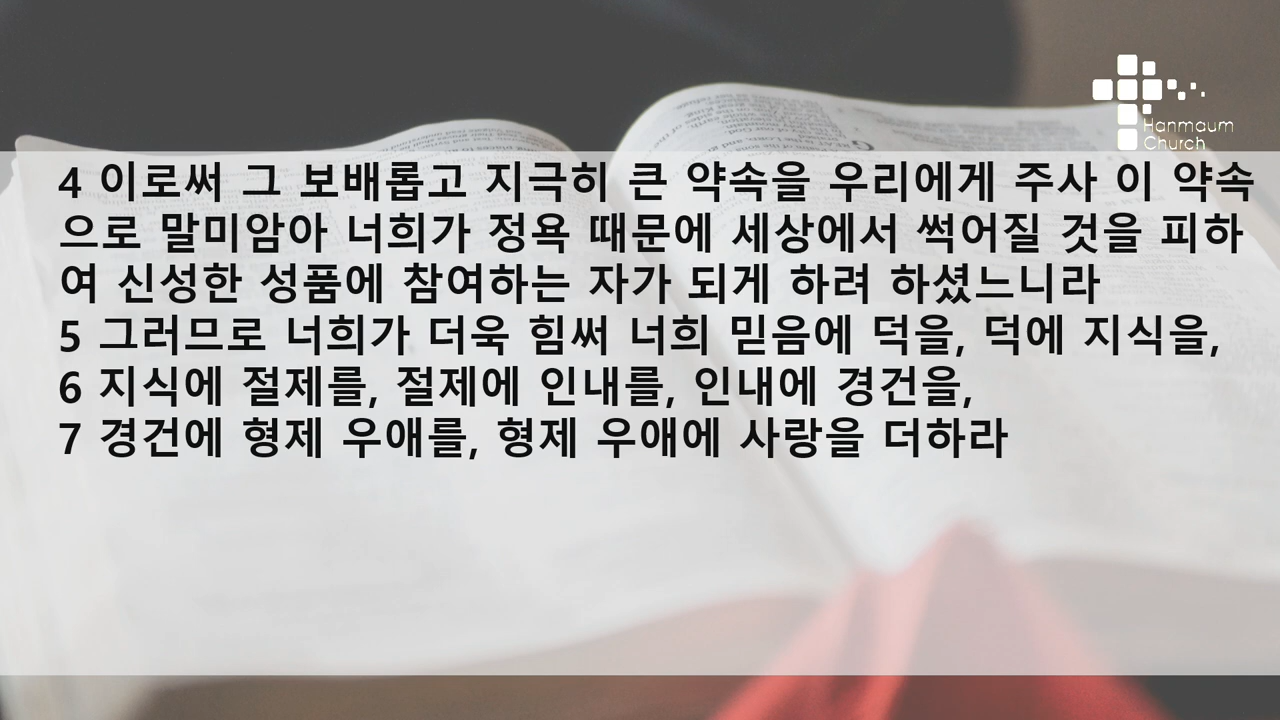 Hanmaum
Church
4 이로써 그 보배롭고 지극히 큰 약속을 우리에게 주사 이 약속
으로 말미암아 너희가 정욕 때문에 세상에서 썩어질 것을 피하
여 신성한 성품에 참여하는 자가 되게 하려 하셨느니라
5 그러므로 너희가 더욱 힘써 너희 믿음에 덕을, 덕에 지식을,
6 지식에 절제를, 절제에 인내를, 인내에 경건을,
7 경건에 형제 우애를, 형제 우애에 사랑을 더하라